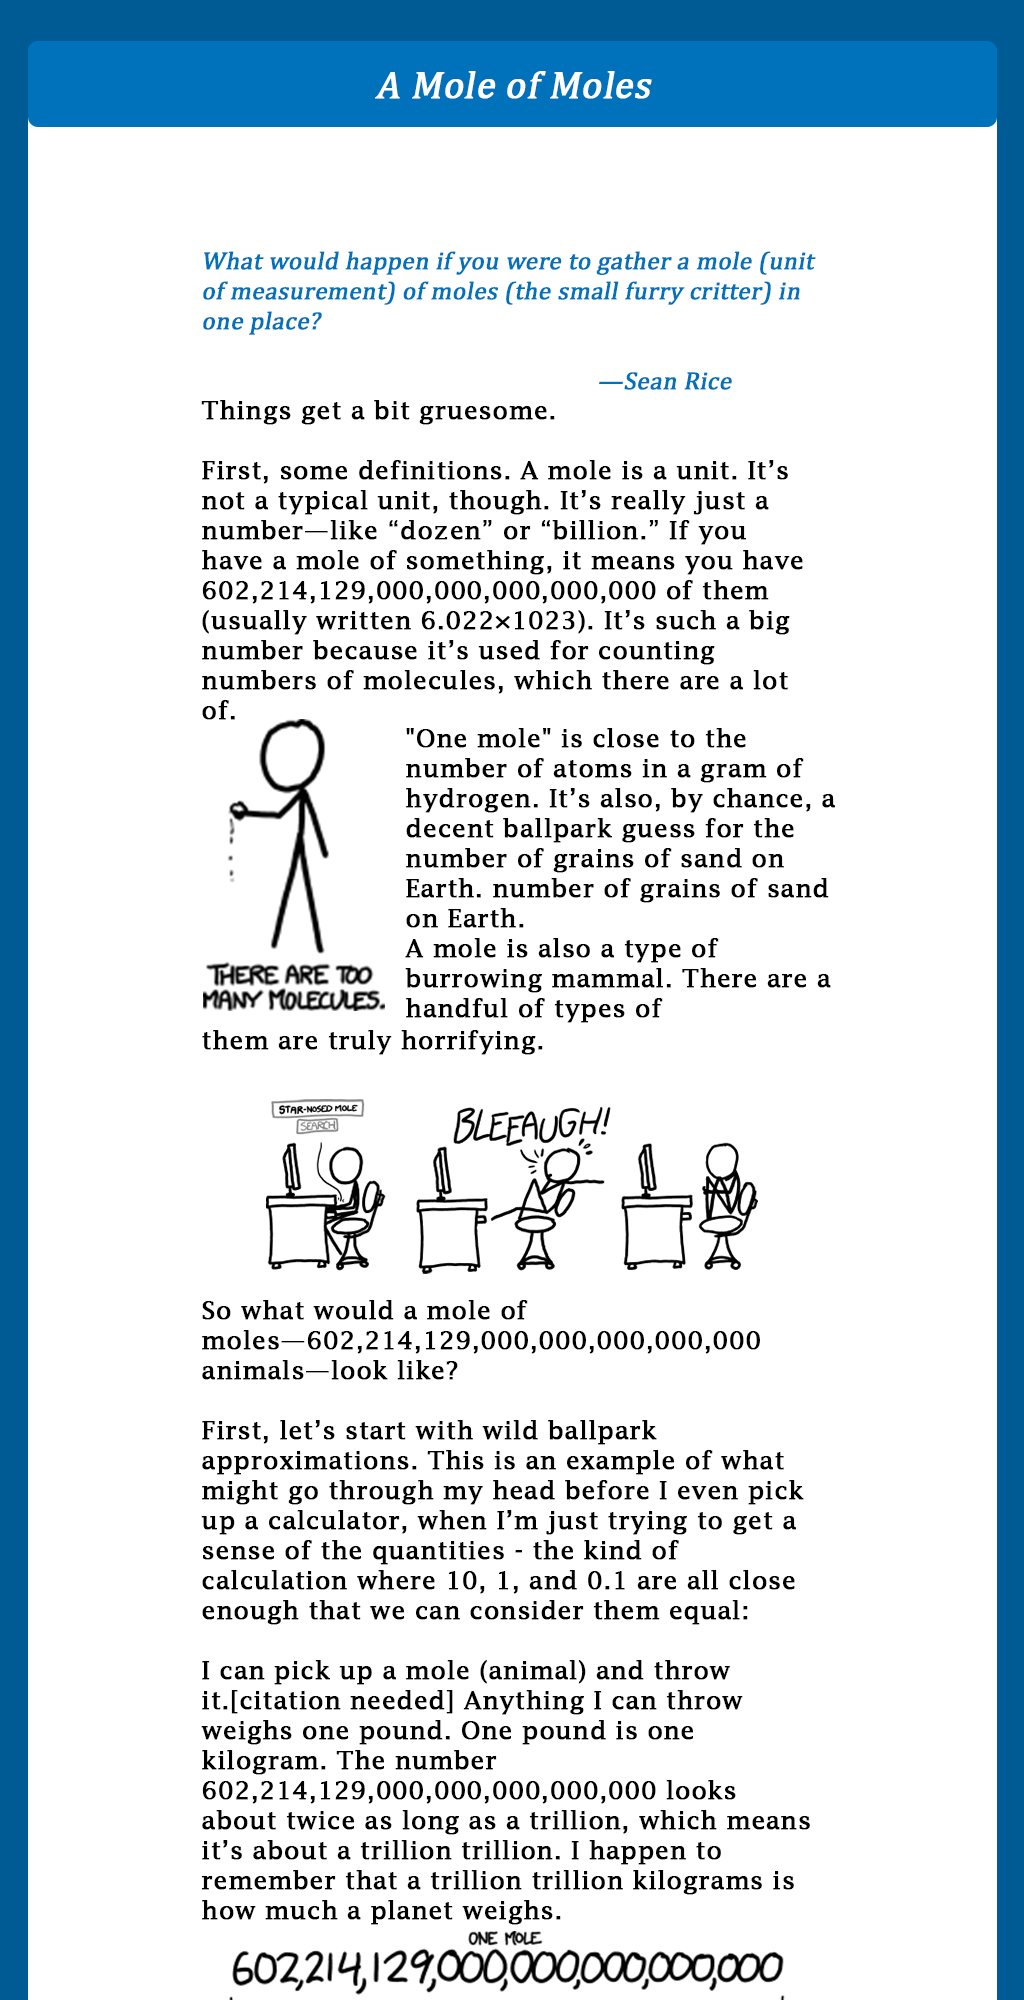 A Mole of Moles
What would happen if you were to gather a mole (unit
of measurement) of moles (the small furry critter) in
one place?
—Sean Rice
Things get a bit gruesome.
First, some definitions. A mole is a unit. It’s
not a typical unit, though. It’s really just a
number—like “dozen” or “billion.” If you
have a mole of something, it means you have
602,214,129,000,000,000,000,000 of them
(usually written 6.022×1023). It’s such a big
number because it’s used for counting
numbers of molecules, which there are a lot
of.
"One mole" is close to the
number of atoms in a gram of
hydrogen. It’s also, by chance, a
decent ballpark guess for the
number of grains of sand on
Earth. number of grains of sand
on Earth.
A mole is also a type of
burrowing mammal. There are a
handful of types of
THERE ARE TOO
MANY MOLECULES.
them are truly horrifying.
STAR-NOSED MOLE
SEARCH
BLEEAUGH!
So what would a mole of
moles—602,214,129,000,000,000,000,000
animals—look like?
First, let’s start with wild ballpark
approximations. This is an example of what
might go through my head before I even pick
up a calculator, when I’m just trying to get a
sense of the quantities - the kind of
calculation where 10, 1, and 0.1 are all close
enough that we can consider them equal:
I can pick up a mole (animal) and throw
it.[citation needed] Anything I can throw
weighs one pound. One pound is one
kilogram. The number
602,214,129,000,000,000,000,000 looks
about twice as long as a trillion, which means
it’s about a trillion trillion. I happen to
remember that a trillion trillion kilograms is
how much a planet weighs.
ONE MOLE
602,214,129,000,000,000,000,000